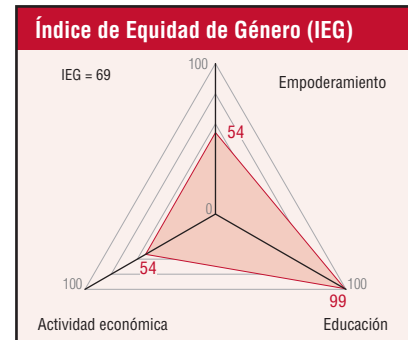 Índice de Equidad de Género (IEG)
100
IEG = 69
Empoderamiento
54
0
54
100
100
99
Actividad económica
Educación